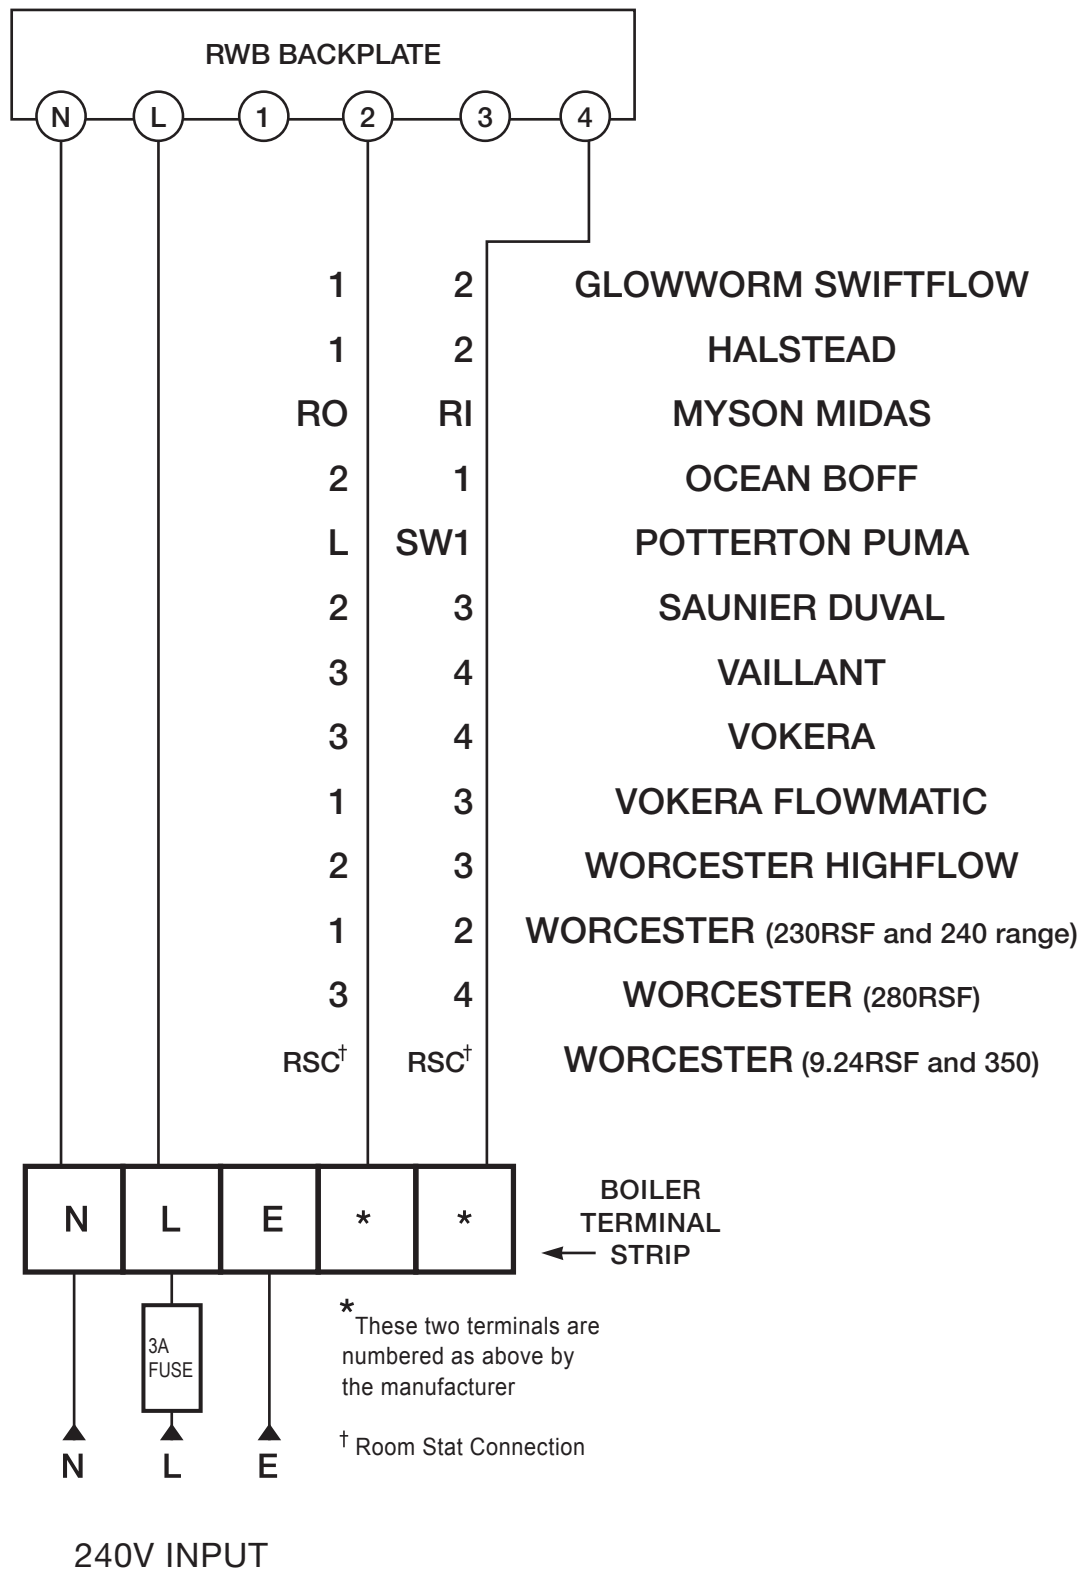 RWB BACKPLATE
N L 1 2 3 4
1 2 GLOWWORM SWIFTFLOW
1 2 HALSTEAD
RO RI MYSON MIDAS
2 1 OCEAN BOFF
L SW1 POTTERTON PUMA
2 3 SAUNIER DUVAL
3 4 VAILLANT
3 4 VOKERA
1 3 VOKERA FLOWMATIC
2 3 WORCESTER HIGHFLOW
1 2 WORCESTER (230RSF and 240 range)
3 4 WORCESTER (280RSF)
RSC† RSC† WORCESTER (9.24RSF and 350)
N L E * *
BOILER
TERMINAL
STRIP
3A
FUSE
* These two terminals are
numbered as above by
the manufacturer
† Room Stat Connection
N L E
240V INPUT